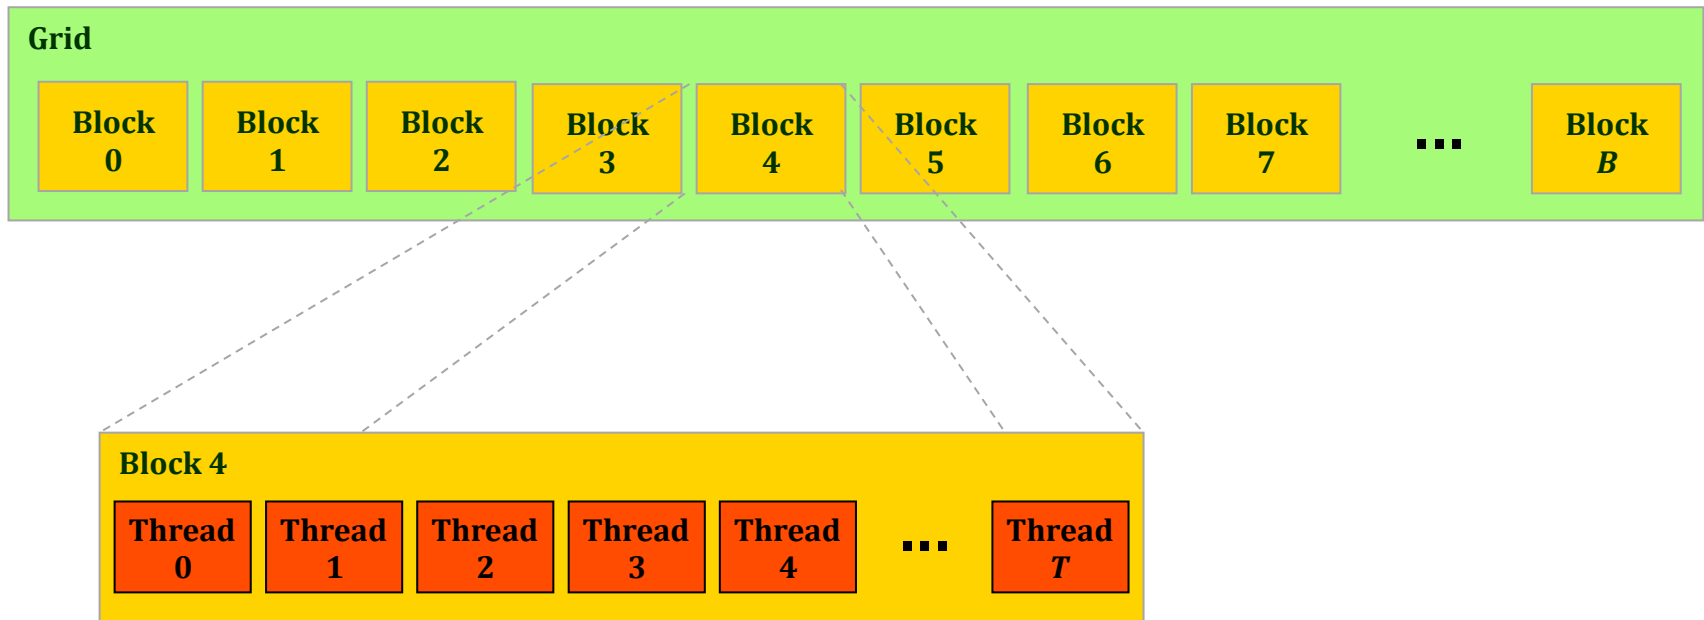 Grid
Block
0
Block
1
Block
2
Block
3
Block
4
Block
5
Block
6
Block
7
...
Block
B
Block 4
Thread
0
Thread
1
Thread
2
Thread
3
Thread
4
...
Thread
T